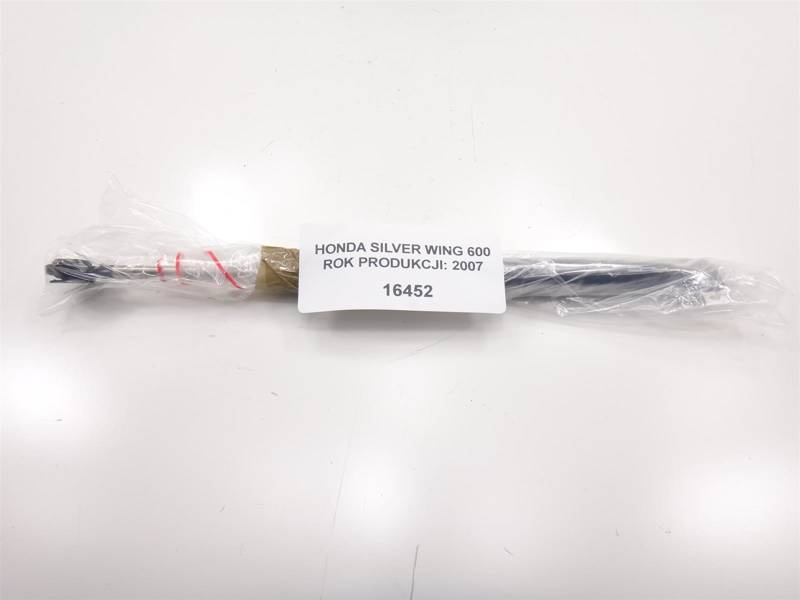 HONDA SILVER WING 600
ROK PRODUKCJI: 2007
16452